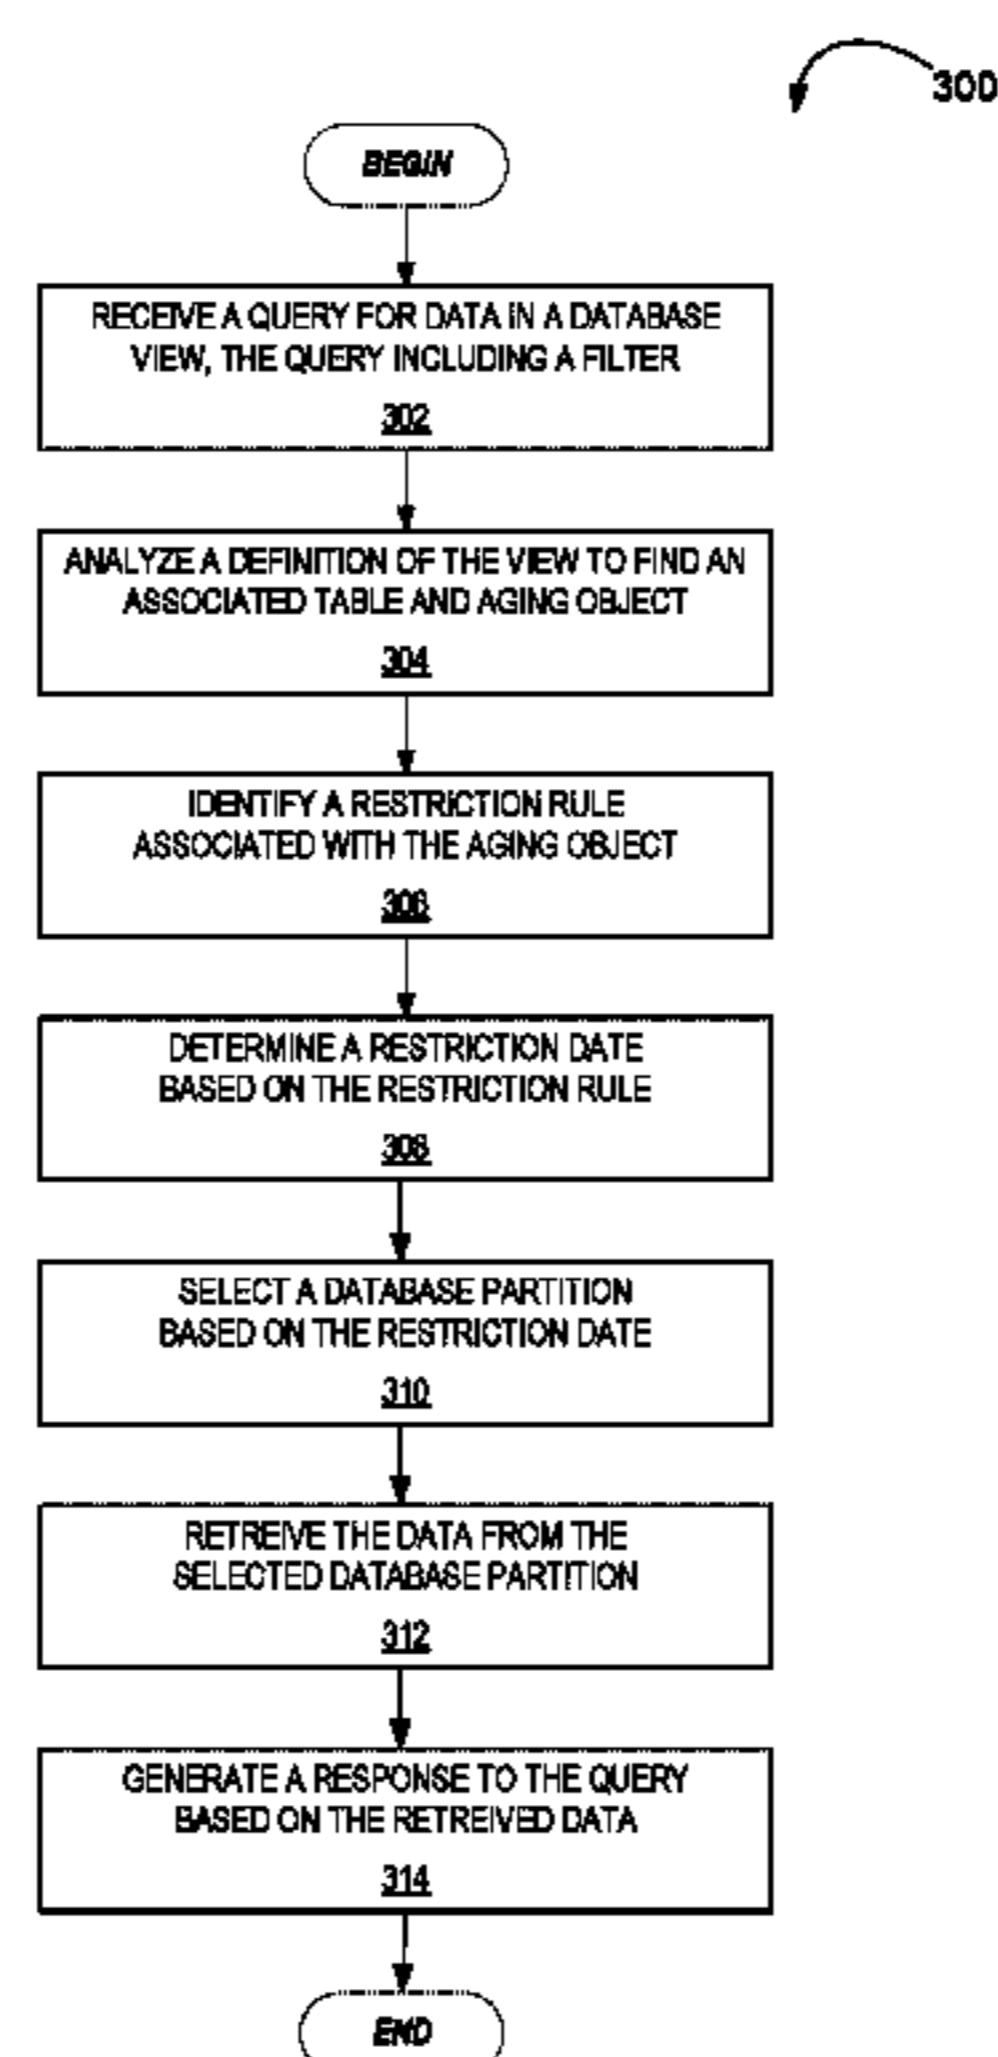 300
BEGIN
RECEIVE A QUERY FOR DATA IN A DATABASE
VIEW, THE QUERY INCLUDING A FILTER
302
ANALYZE A DEFINITION OF THE VIEW TO FIND AN
ASSOCIATED TABLE AND AGING OBJECT
304
IDENTIFY A RESTRICTION RULE
ASSOCIATED WITH THE AGING OBJECT
306
DETERMINE A RESTRICTION DATE
BASED ON THE RESTRICTION RULE
308
SELECT A DATABASE PARTITION
BASED ON THE RESTRICTION DATE
310
RETREIVE THE DATA FROM THE
SELECTED DATABASE PARTITION
312
GENERATE A RESPONSE TO THE QUERY
BASED ON THE RETREIVED DATA
314
END